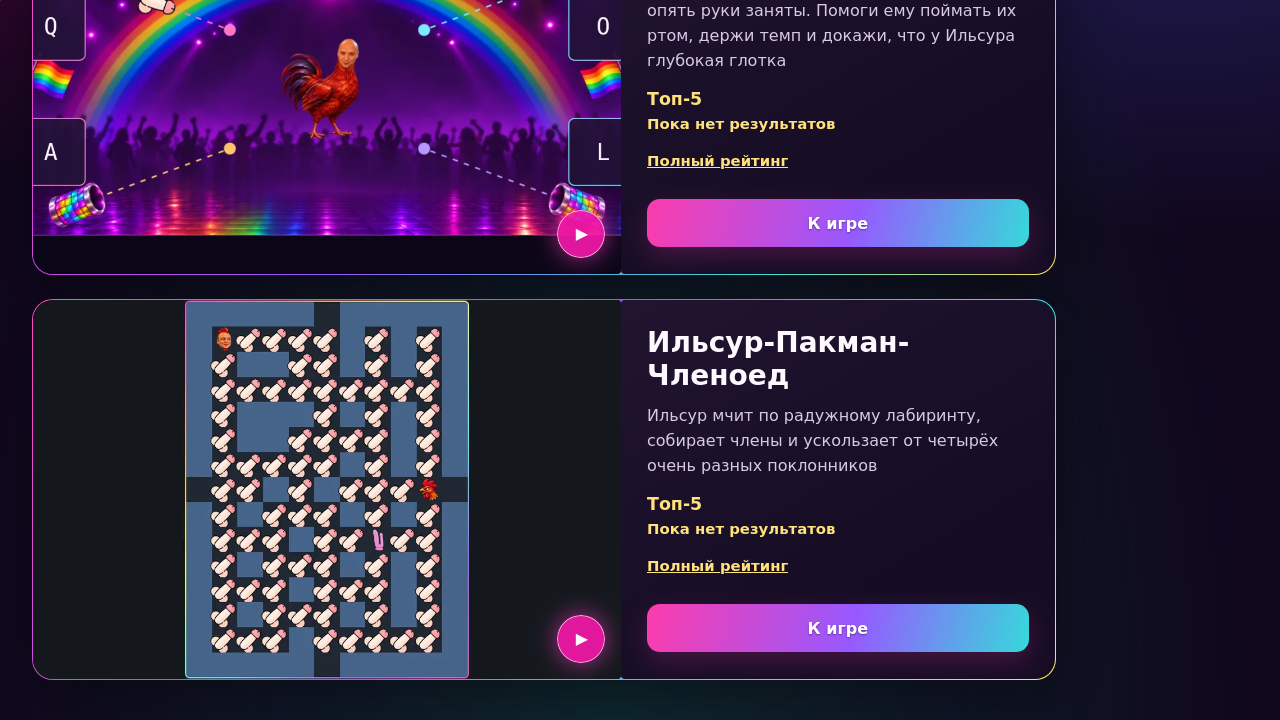 Q
O
A
L
опять руки заняты. Помоги ему поймать их
ртом, держи темп и докажи, что у Ильсура
глубокая глотка
Топ-5
Пока нет результатов
Полный рейтинг
К игре
Ильсур-Пакман-
Членоед
Ильсур мчит по радужному лабиринту,
собирает члены и ускользает от четырёх
очень разных поклонников
Топ-5
Пока нет результатов
Полный рейтинг
К игре